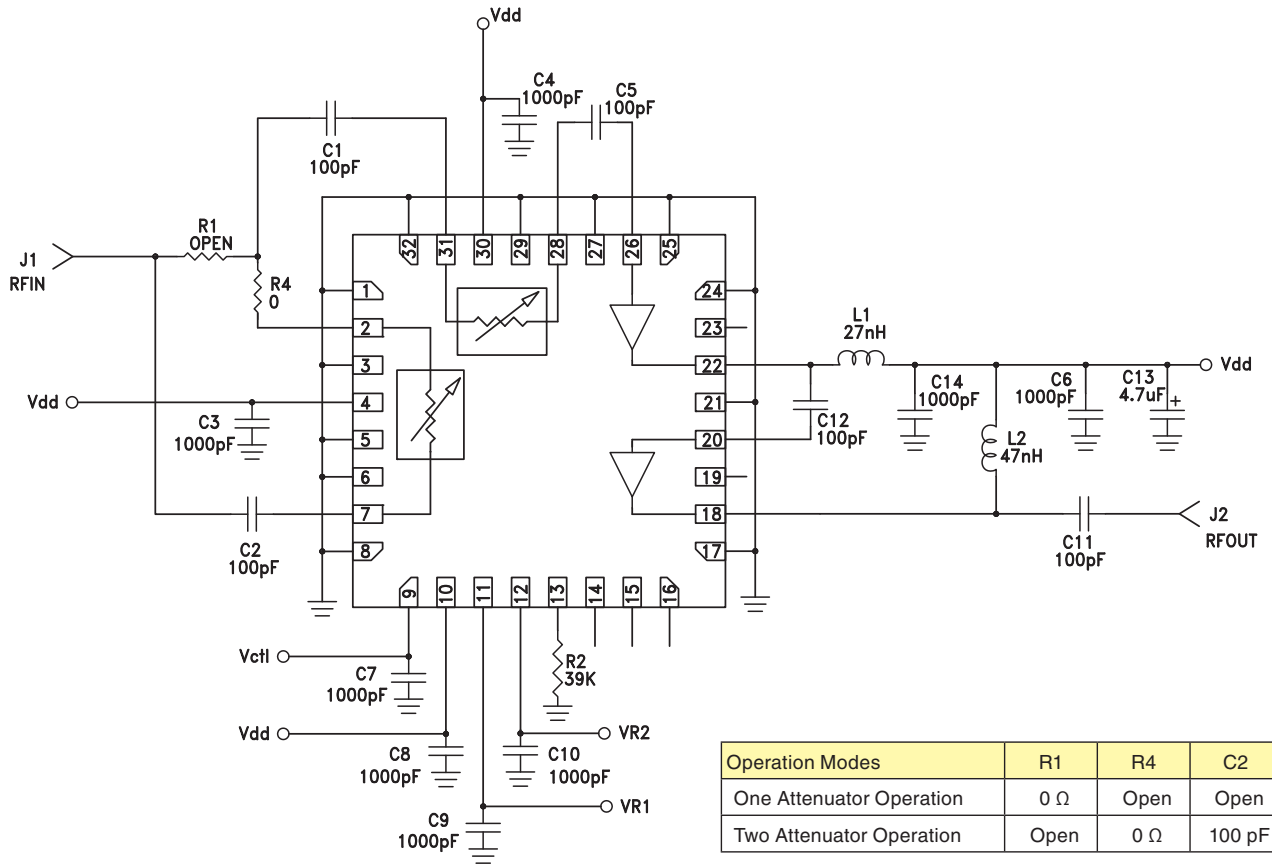 Vdd
C4
1000pF
C5
100pF
C1
100pF
R1
OPEN
J1
RFIN
R4
0
32
31
30
29
28
27
26
25
1
2
3
4
5
6
7
8
24
23
22
21
20
19
18
17
L1
27nH
Vdd
C3
1000pF
C14
1000pF
C6
1000pF
C13
4.7uF
+
Vdd
C12
100pF
L2
47nH
C2
100pF
C11
100pF
J2
RFOUT
9
10
11
12
13
14
15
16
Vctl
C7
1000pF
R2
39K
Vdd
C8
1000pF
C10
1000pF
VR2
C9
1000pF
VR1
Operation Modes R1 R4 C2
One Attenuator Operation 0 Ω Open Open
Two Attenuator Operation Open 0 Ω 100 pF